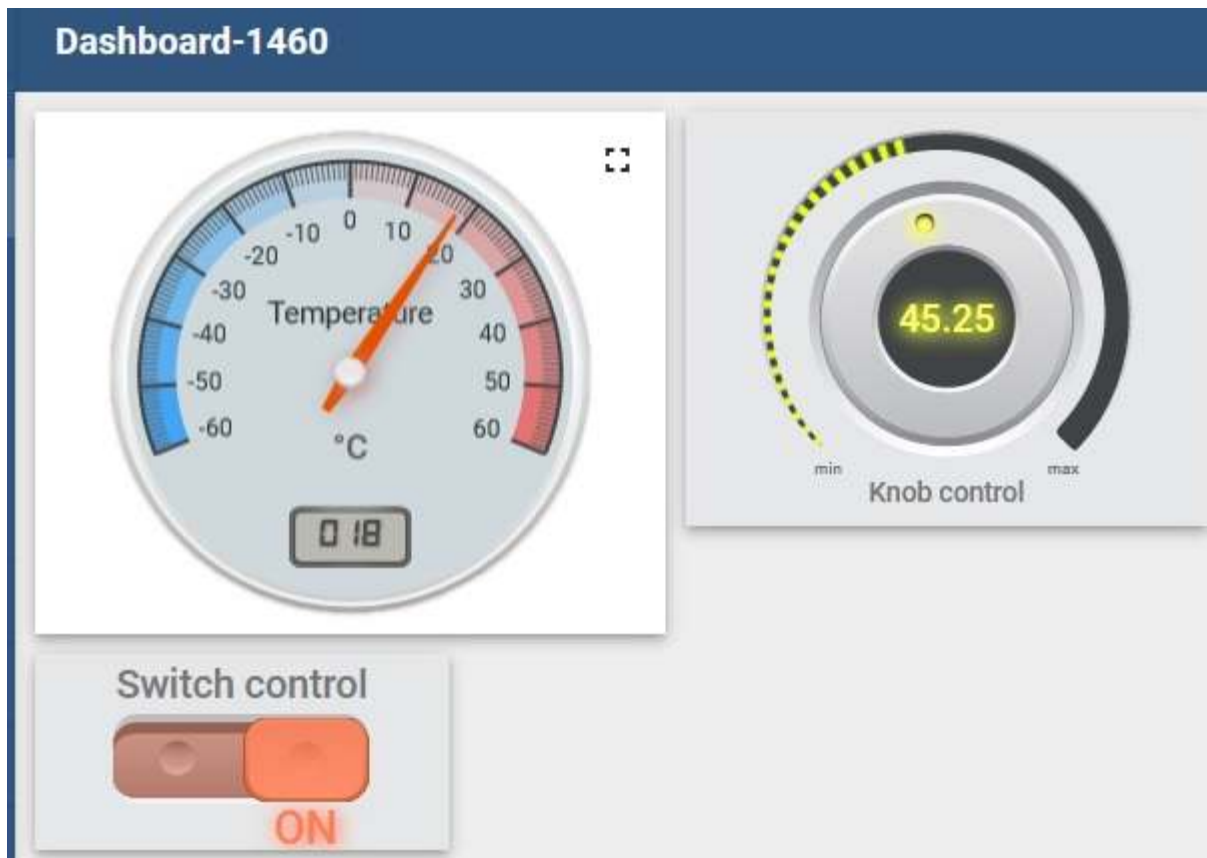 Dashboard-1460
0
-10 10
-20 20
-30 30
Temperature
-40 40
-50 50
-60 60
°C
018
45.25
min max
Knob control
Switch control
ON